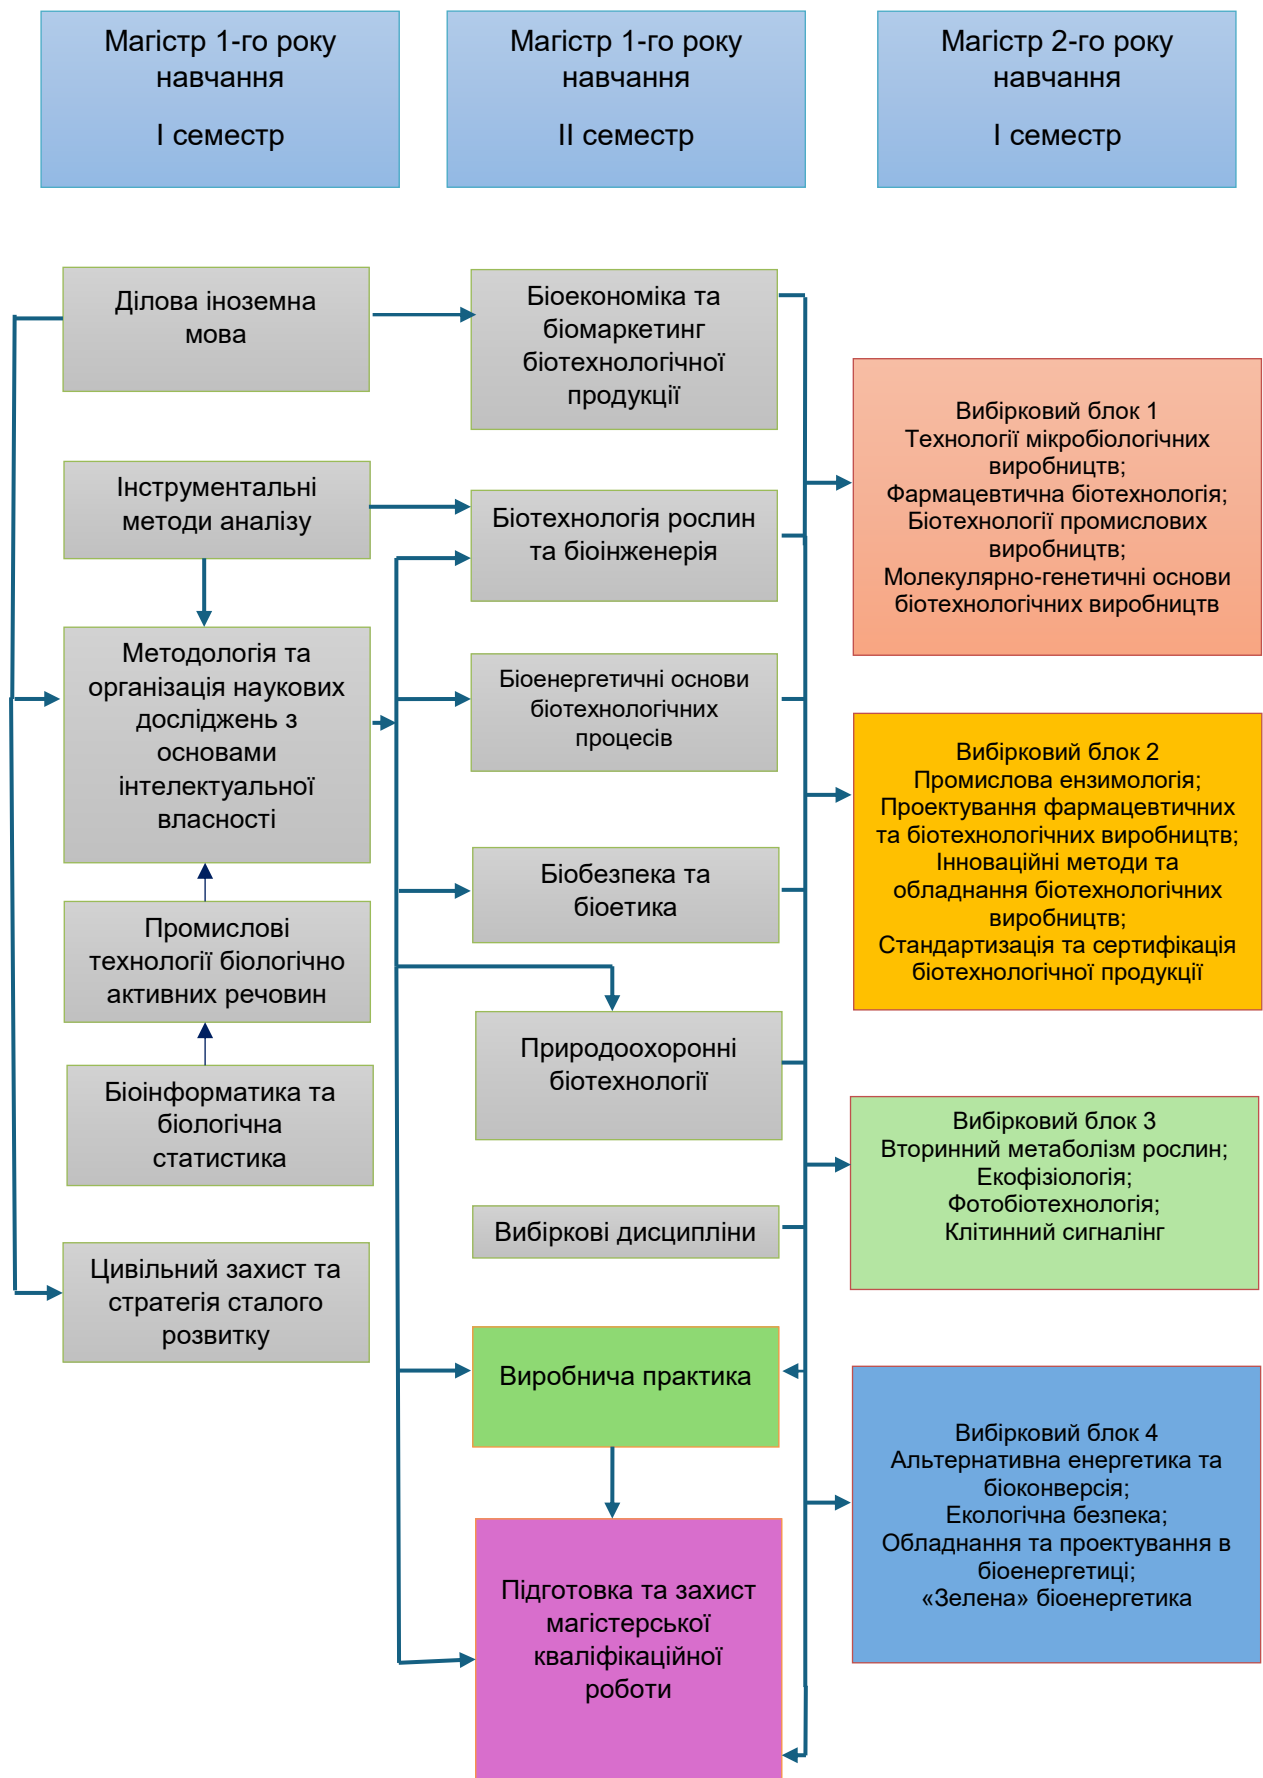 Магістр 1-го року
навчання
І семестр
Магістр 1-го року
навчання
ІІ семестр
Магістр 2-го року
навчання
І семестр
Ділова іноземна
мова
Інструментальні
методи аналізу
Методологія та
організація наукових
досліджень з
основами
інтелектуальної
власності
Промислові
технології біологічно
активних речовин
Біоінформатика та
біологічна
статистика
Цивільний захист та
стратегія сталого
розвитку
Біоекономіка та
біомаркетинг
біотехнологічної
продукції
Біотехнологія рослин
та біоінженерія
Біоенергетичні основи
біотехнологічних
процесів
Біобезпека та
біоетика
Природоохоронні
біотехнології
Вибіркові дисципліни
Виробнича практика
Підготовка та захист
магістерської
кваліфікаційної
роботи
Вибірковий блок 1
Технології мікробіологічних
виробництв;
Фармацевтична біотехнологія;
Біотехнології промислових
виробництв;
Молекулярно-генетичні основи
біотехнологічних виробництв
Вибірковий блок 2
Промислова ензимологія;
Проектування фармацевтичних
та біотехнологічних виробництв;
Інноваційні методи та
обладнання біотехнологічних
виробництв;
Стандартизація та сертифікація
біотехнологічної продукції
Вибірковий блок 3
Вторинний метаболізм рослин;
Екофізіологія;
Фотобіотехнологія;
Клітинний сигналінг
Вибірковий блок 4
Альтернативна енергетика та
біоконверсія;
Екологічна безпека;
Обладнання та проектування в
біоенергетиці;
«Зелена» біоенергетика